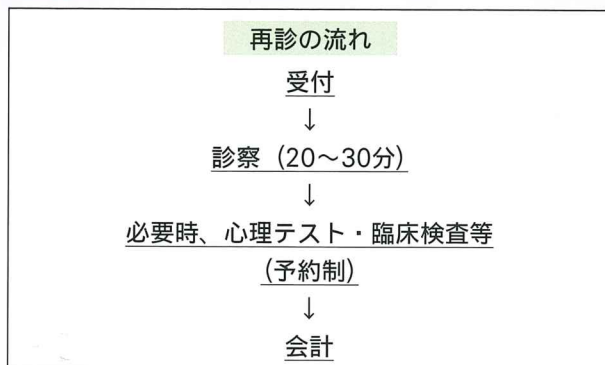 再診の流れ
受付
↓
診察（20～30分）
↓
必要時、心理テスト・臨床検査等
（予約制）
↓
会計